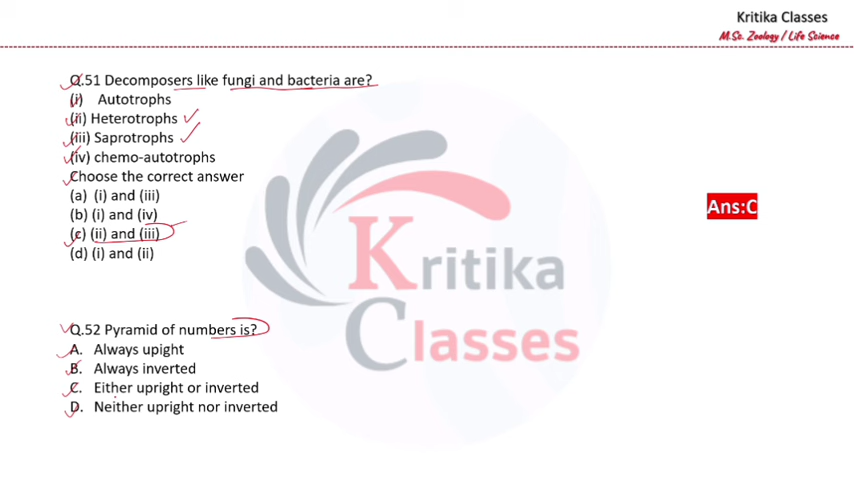 Kritika Classes
M.Sc. Zoology / Life Science
Q.51 Decomposers like fungi and bacteria are?
(i) Autotrophs
(ii) Heterotrophs
(iii) Saprotrophs
(iv) chemo-autotrophs
Choose the correct answer
(a) (i) and (iii)
(b) (i) and (iv)
(c) (ii) and (iii)
(d) (i) and (ii)
Ans:C
Kritika
Classes
Q.52 Pyramid of numbers is?
A. Always upight
B. Always inverted
C. Either upright or inverted
D. Neither upright nor inverted